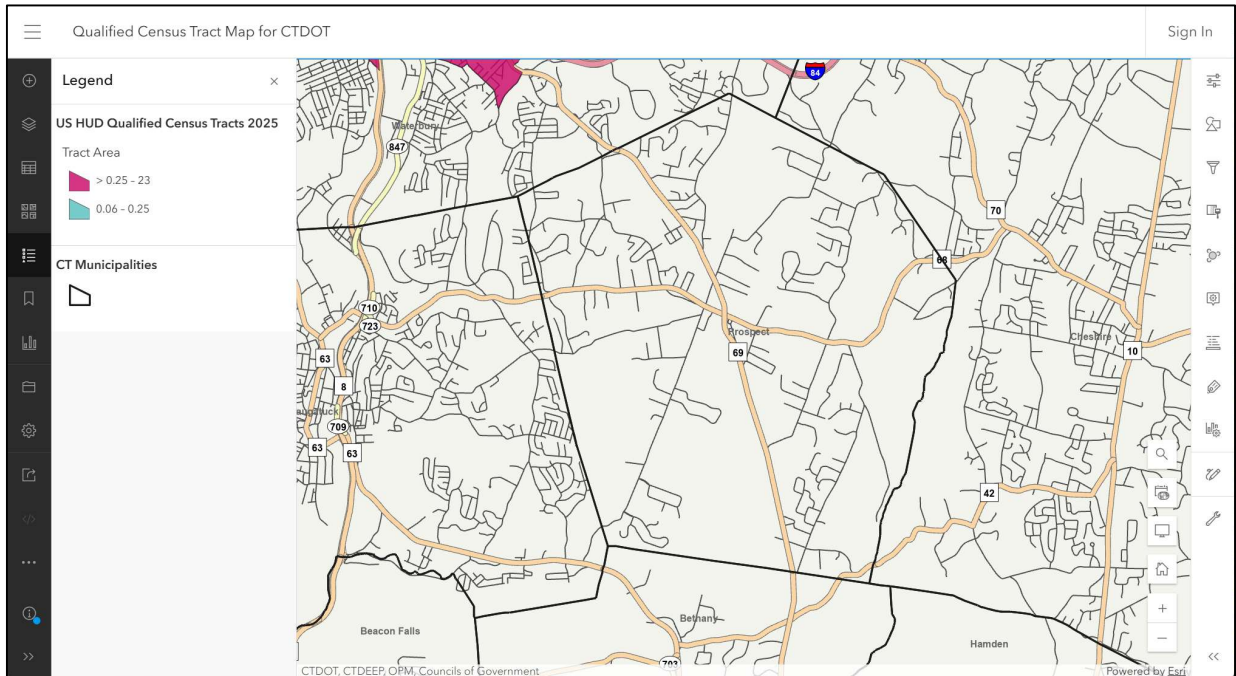 Qualified Census Tract Map for CTDOT
Sign In
Legend
US HUD Qualified Census Tracts 2025
Tract Area
> 0.25 - 23
0.06 - 0.25
CT Municipalities
84
Waterbury
847
70
68
710
723
Prospect
69
Cheshire
10
63
8
augatuck
709
63
63
42
Beacon Falls
Bethany
Hamden
703
CTDOT, CTDEEP, OPM, Councils of Government
Powered by Esri